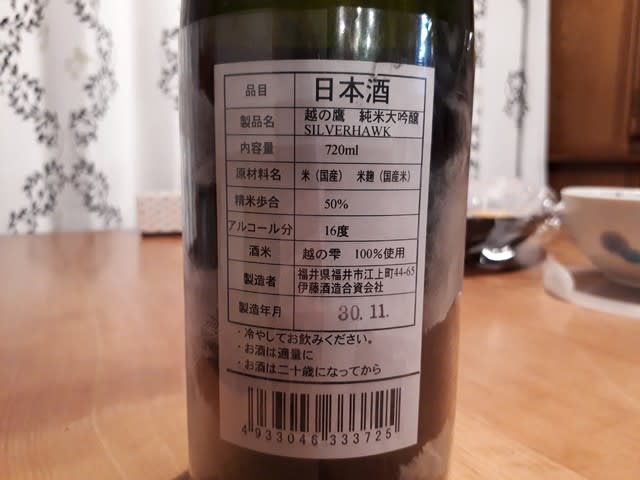 品目 日本酒
製品名 越の鷹 純米大吟醸
SILVERHAWK
内容量 720ml
原材料名 米(国産) 米麹(国産米)
精米歩合 50%
アルコール分 16度
酒米 越の雫 100%使用
製造者 福井県福井市江上町44-65
伊藤酒造合資会社
製造年月 30.11.
・冷やしてお飲みください。
・お酒は適量に
・お酒は二十歳になってから
4 933046 333725